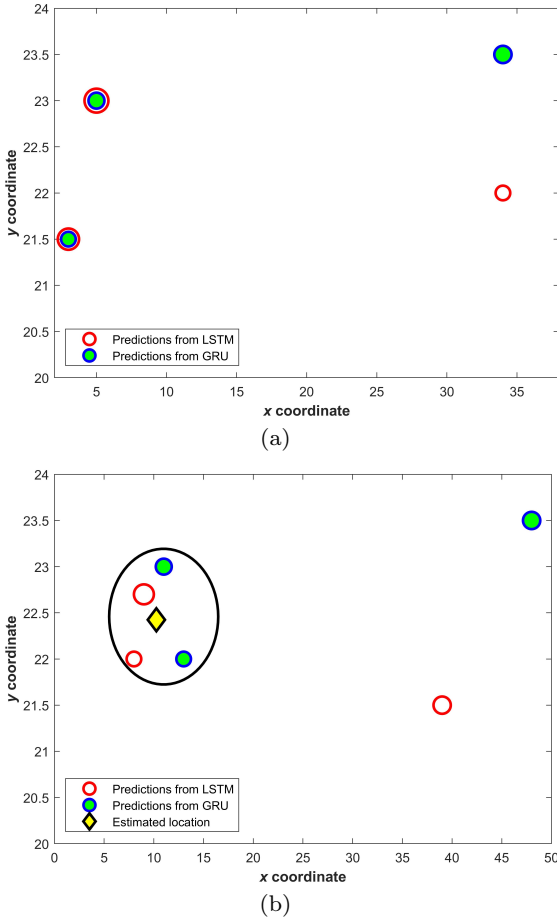 24
23.5
23
22.5
22
21.5
21
20.5
20
y coordinate
Predictions from LSTM
Predictions from GRU
5 10 15 20 25 30 35
x coordinate
(a)
24
23.5
23
22.5
22
21.5
21
20.5
20
y coordinate
Predictions from LSTM
Predictions from GRU
Estimated location
0 5 10 15 20 25 30 35 40 45 50
x coordinate
(b)